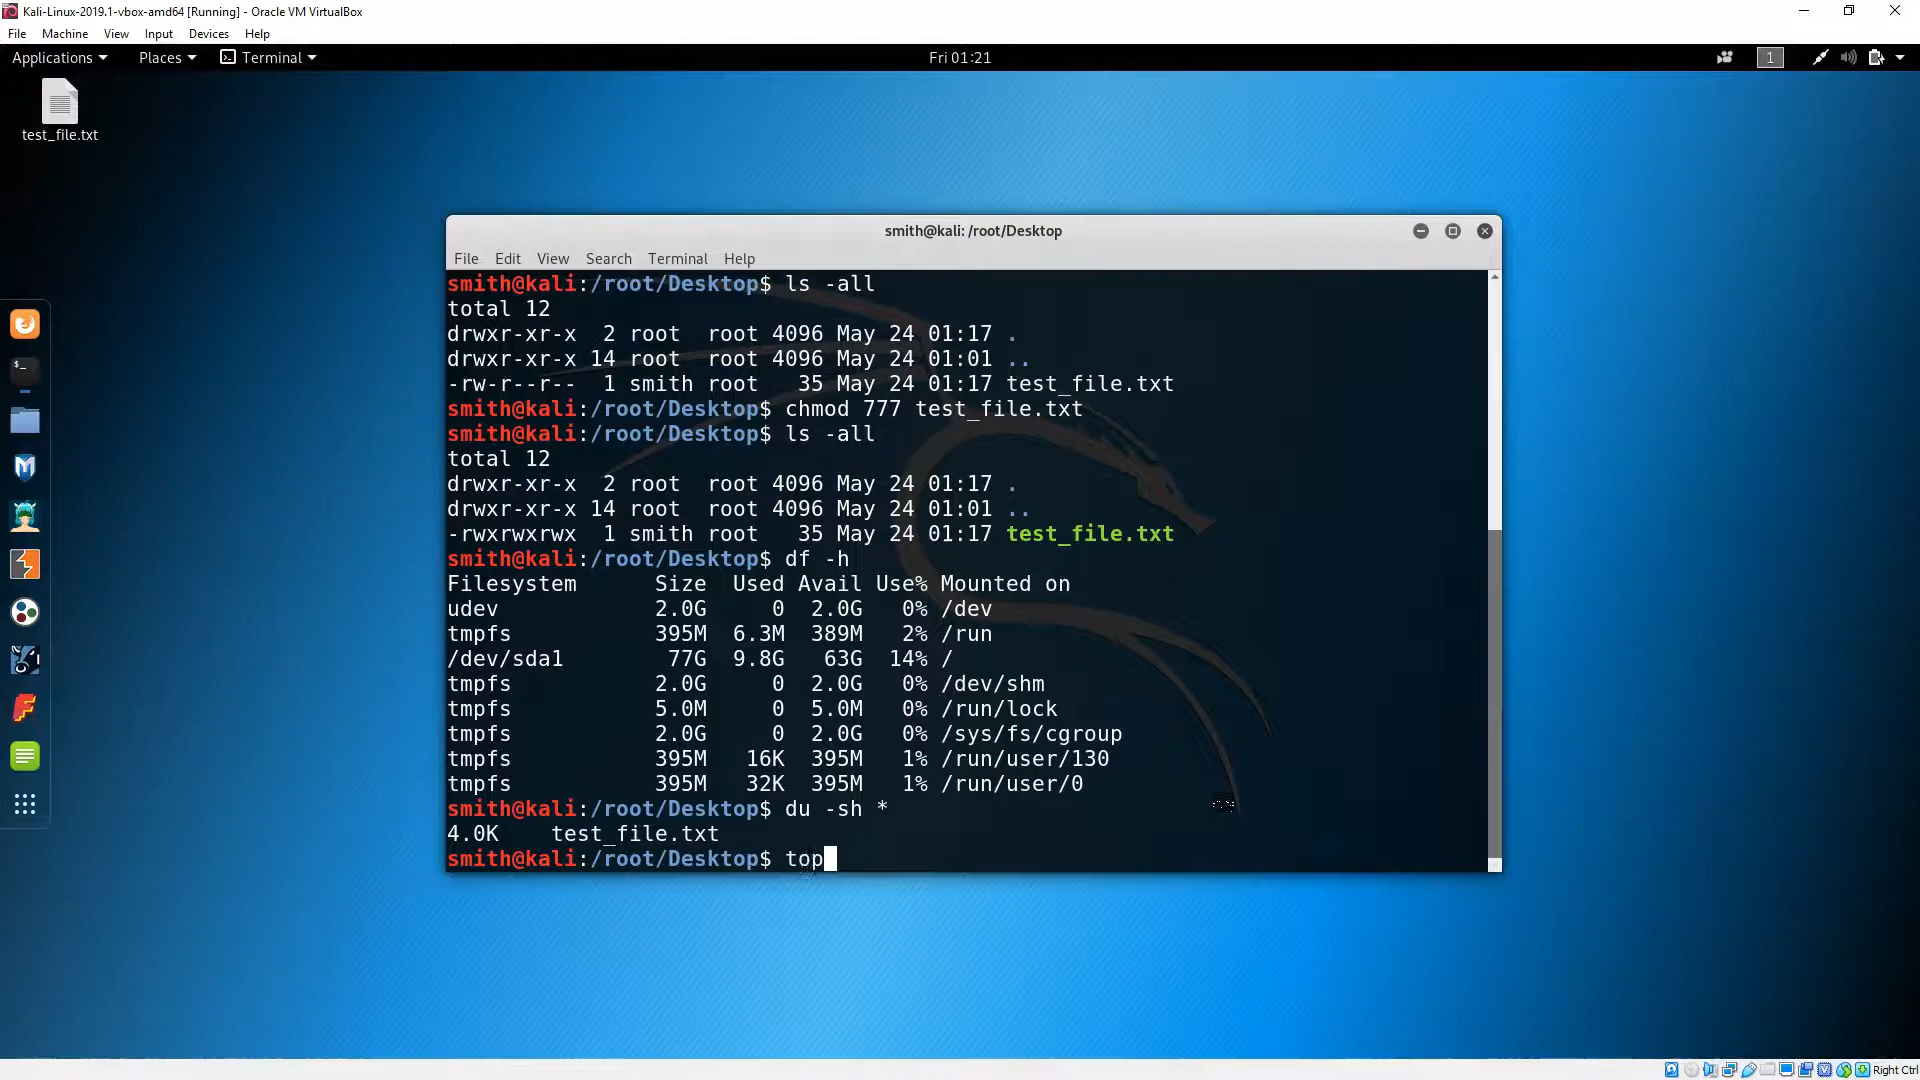 Kali-Linux-2019.1-vbox-amd64 [Running] - Oracle VM VirtualBox
File Machine View Input Devices Help
Applications Places Terminal Fri 01:21 1
test_file.txt
smith@kali: /root/Desktop
File Edit View Search Terminal Help
smith@kali:/root/Desktop$ ls -all
total 12
drwxr-xr-x  2 root  root 4096 May 24 01:17 .
drwxr-xr-x 14 root  root 4096 May 24 01:01 ..
-rw-r--r--  1 smith root   35 May 24 01:17 test_file.txt
smith@kali:/root/Desktop$ chmod 777 test_file.txt
smith@kali:/root/Desktop$ ls -all
total 12
drwxr-xr-x  2 root  root 4096 May 24 01:17 .
drwxr-xr-x 14 root  root 4096 May 24 01:01 ..
-rwxrwxrwx  1 smith root   35 May 24 01:17 test_file.txt
smith@kali:/root/Desktop$ df -h
Filesystem      Size  Used Avail Use% Mounted on
udev            2.0G     0  2.0G   0% /dev
tmpfs           395M  6.3M  389M   2% /run
/dev/sda1        77G  9.8G   63G  14% /
tmpfs           2.0G     0  2.0G   0% /dev/shm
tmpfs           5.0M     0  5.0M   0% /run/lock
tmpfs           2.0G     0  2.0G   0% /sys/fs/cgroup
tmpfs           395M   16K  395M   1% /run/user/130
tmpfs           395M   32K  395M   1% /run/user/0
smith@kali:/root/Desktop$ du -sh *
4.0K    test_file.txt
smith@kali:/root/Desktop$ top
Right Ctrl